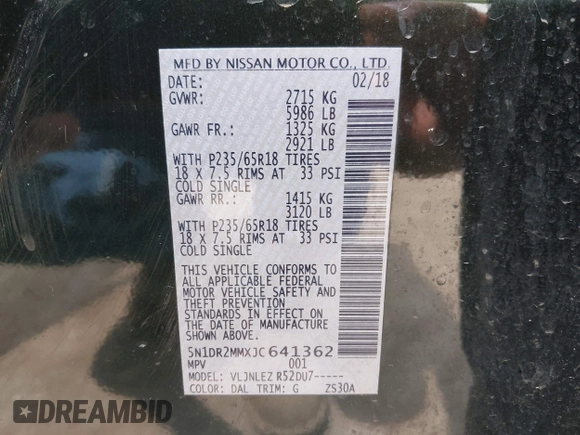 MFD BY NISSAN MOTOR CO., LTD.
DATE: 02/18
GVWR: 2715 KG
5986 LB
GAWR FR.: 1325 KG
2921 LB
WITH P235/65R18 TIRES
18 X 7.5 RIMS AT 33 PSI
COLD SINGLE
GAWR RR.: 1415 KG
3120 LB
WITH P235/65R18 TIRES
18 X 7.5 RIMS AT 33 PSI
COLD SINGLE
THIS VEHICLE CONFORMS TO
ALL APPLICABLE FEDERAL
MOTOR VEHICLE SAFETY AND
THEFT PREVENTION
STANDARDS IN EFFECT ON
THE DATE OF MANUFACTURE
SHOWN ABOVE.
5N1DR2MMXJC641362
MPV 001
MODEL: VLJNLEZ R52DU7-----
COLOR: DAL TRIM: G ZS30A
DREAMBID
DREAMBID